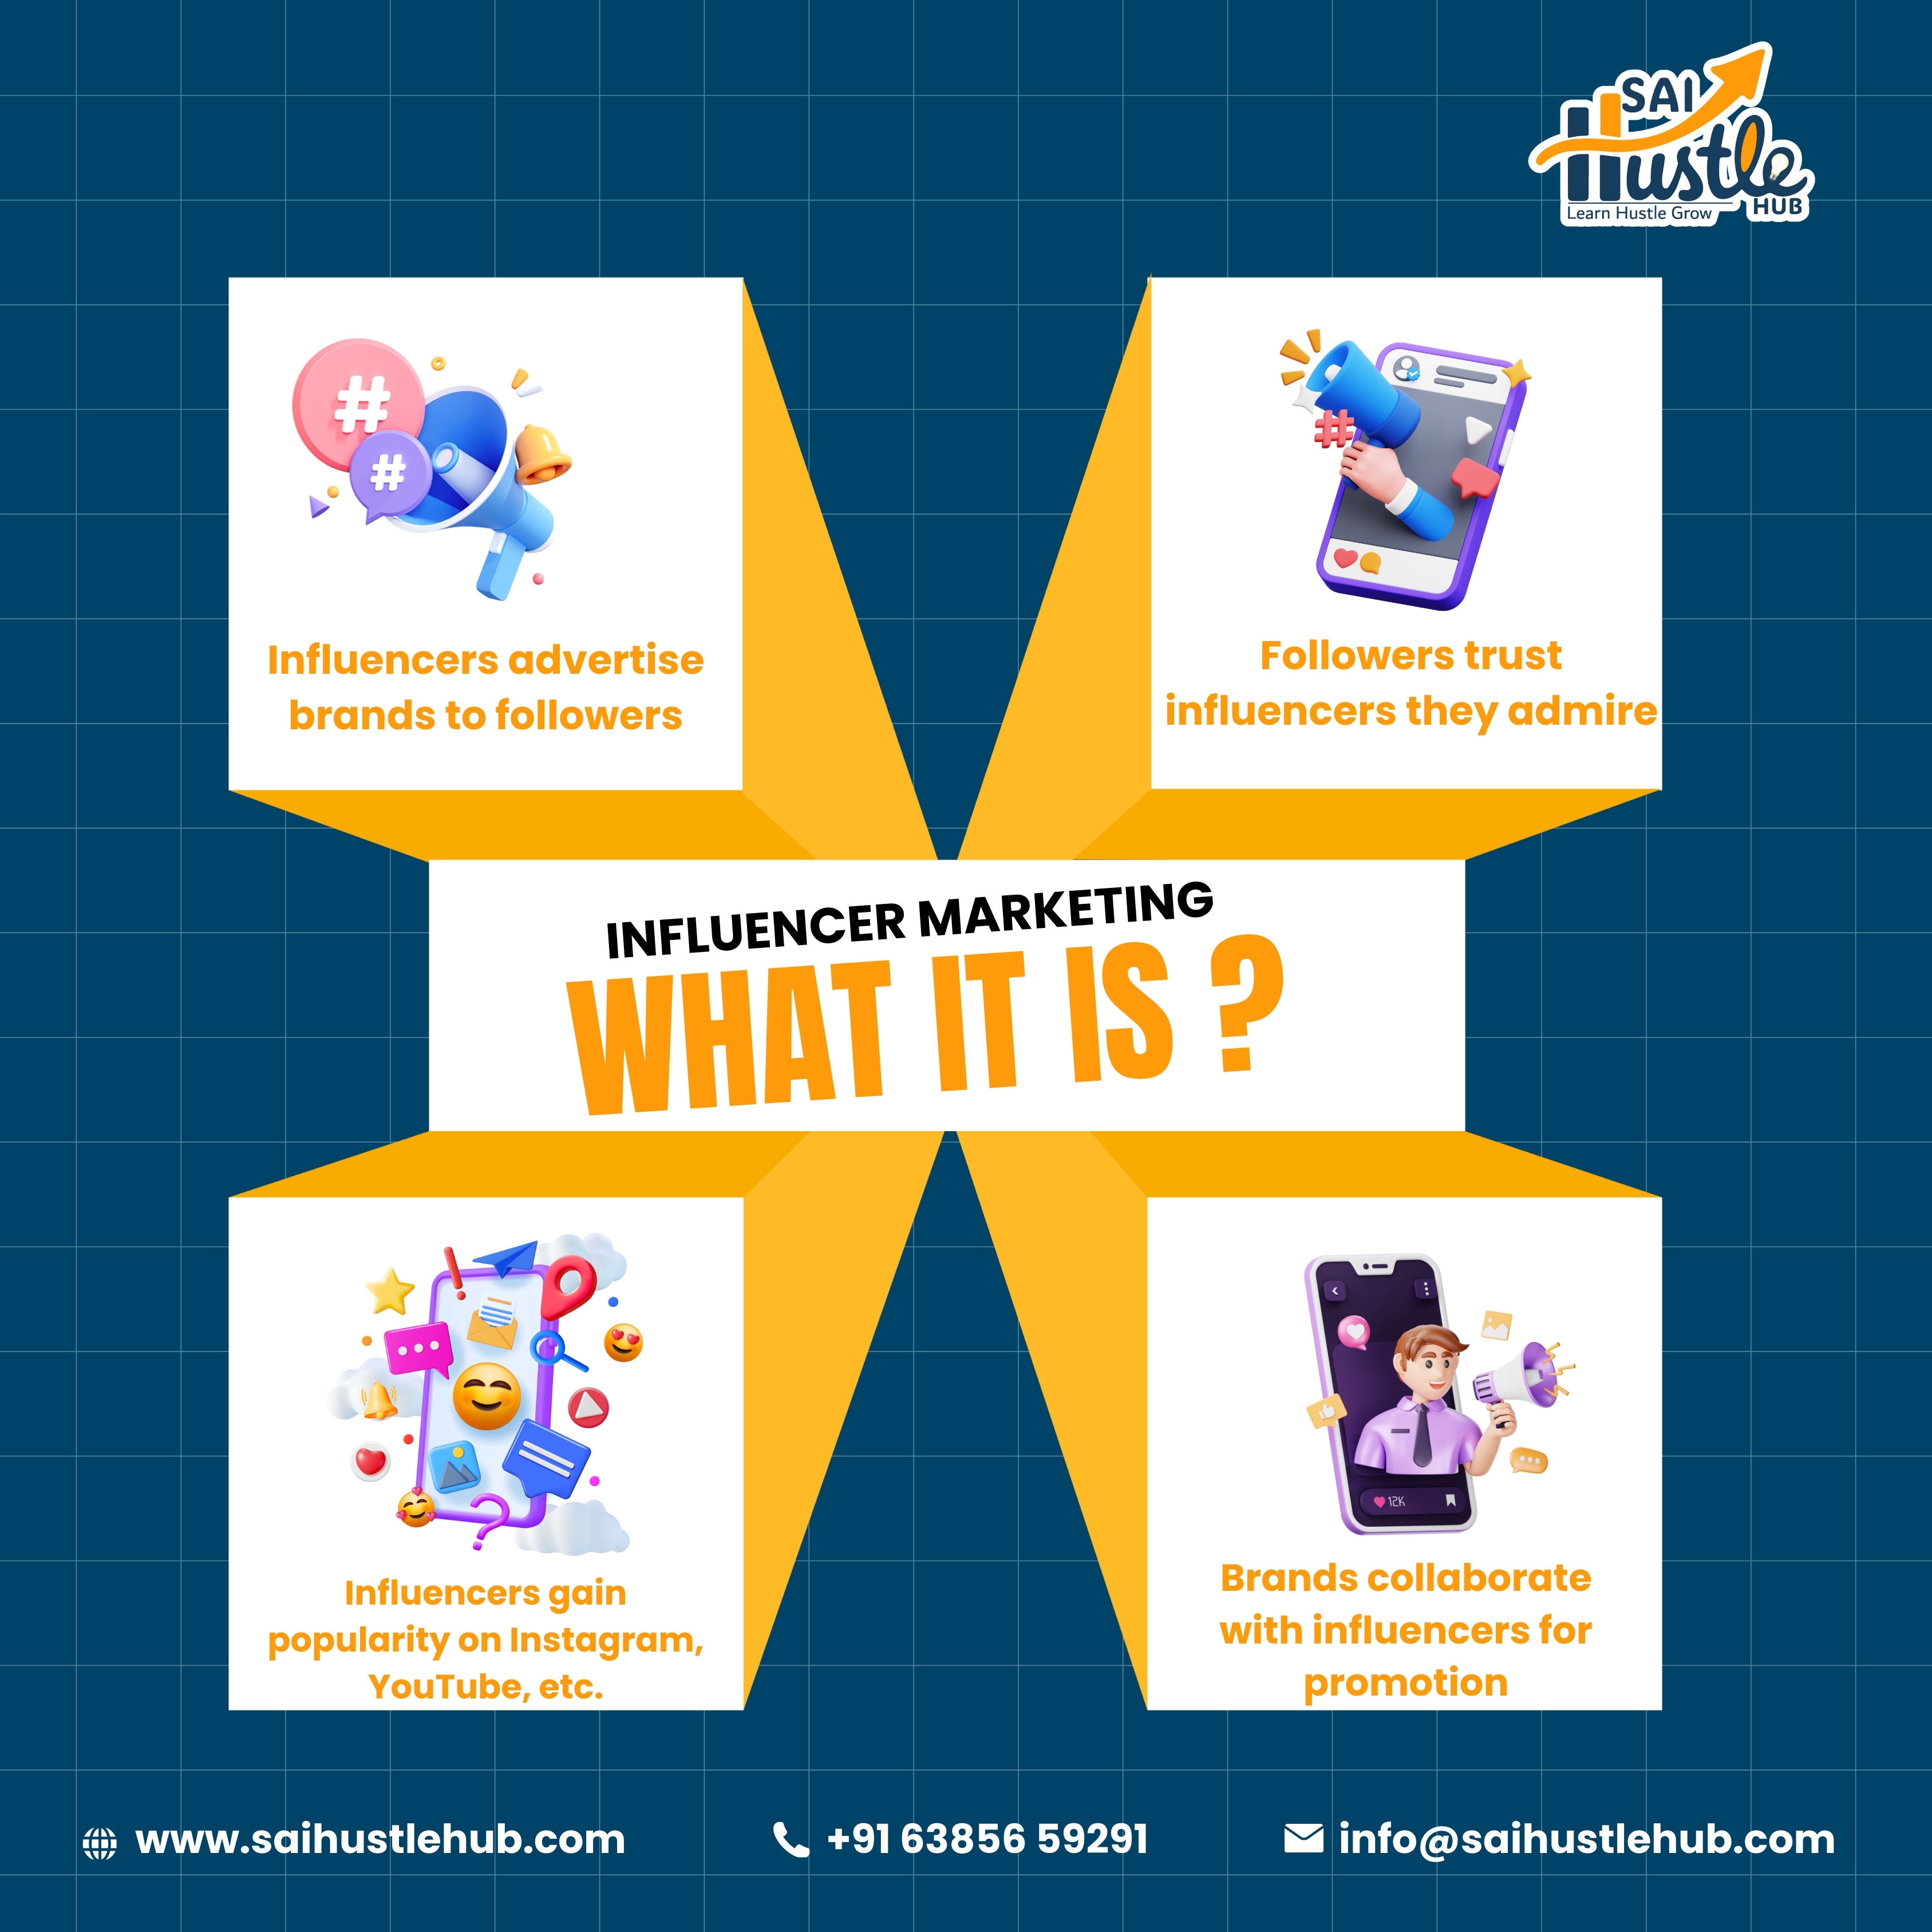 SAI
Hustle
HUB
Learn Hustle Grow
#
#
Influencers advertise
brands to followers
#
Followers trust
influencers they admire
INFLUENCER MARKETING
WHAT IT IS ?
Influencers gain
popularity on Instagram,
YouTube, etc.
12K
Brands collaborate
with influencers for
promotion
www.saihustlehub.com
+91 63856 59291
info@saihustlehub.com